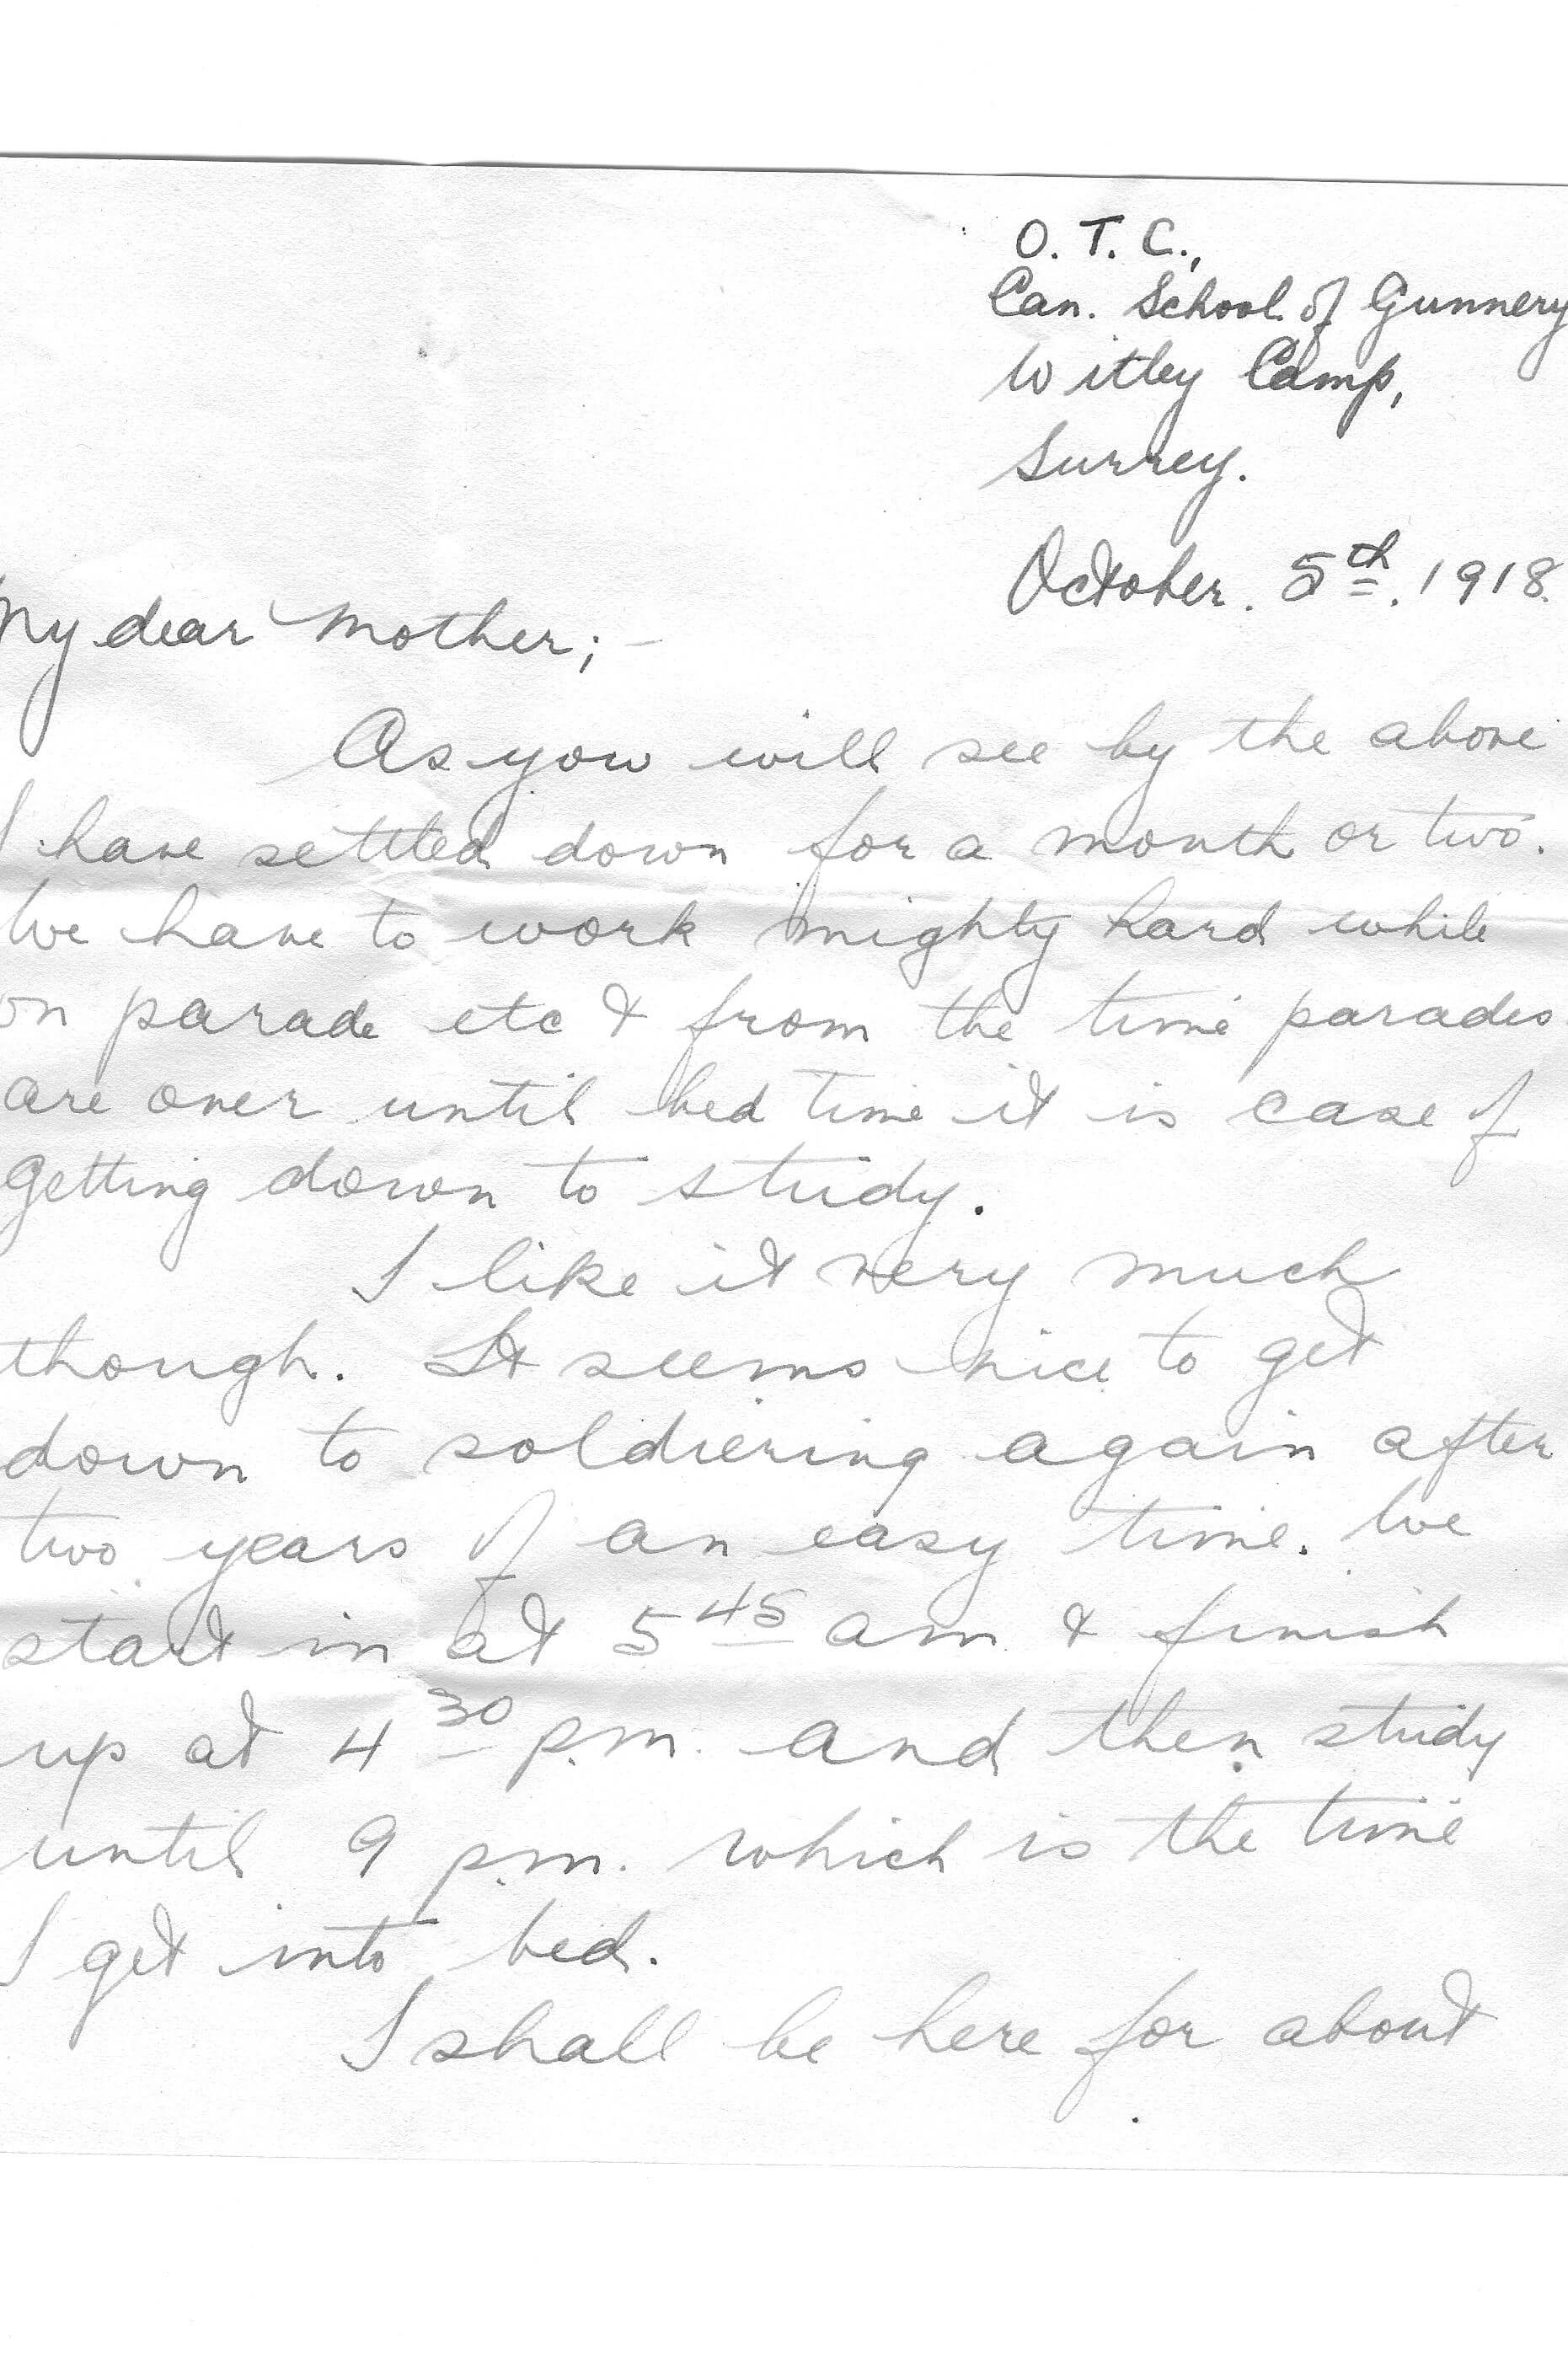 O. T. C.,
Can. School of Gunnery
Witley Camp,
Surrey.
October. 5th. 1918.
My dear Mother; -
As you will see by the above
I have settled down for a month or two.
We have to work mighty hard while
on parade etc & from the time parades
are over until bed time it is case of
getting down to study.
I like it very much
though. It seems nice to get
down to soldiering again after
two years of an easy time. We
start in at 5 45 am & finish
up at 4 30 p.m. and then study
until 9 p.m. which is the time
I get into bed.
I shall be here for about